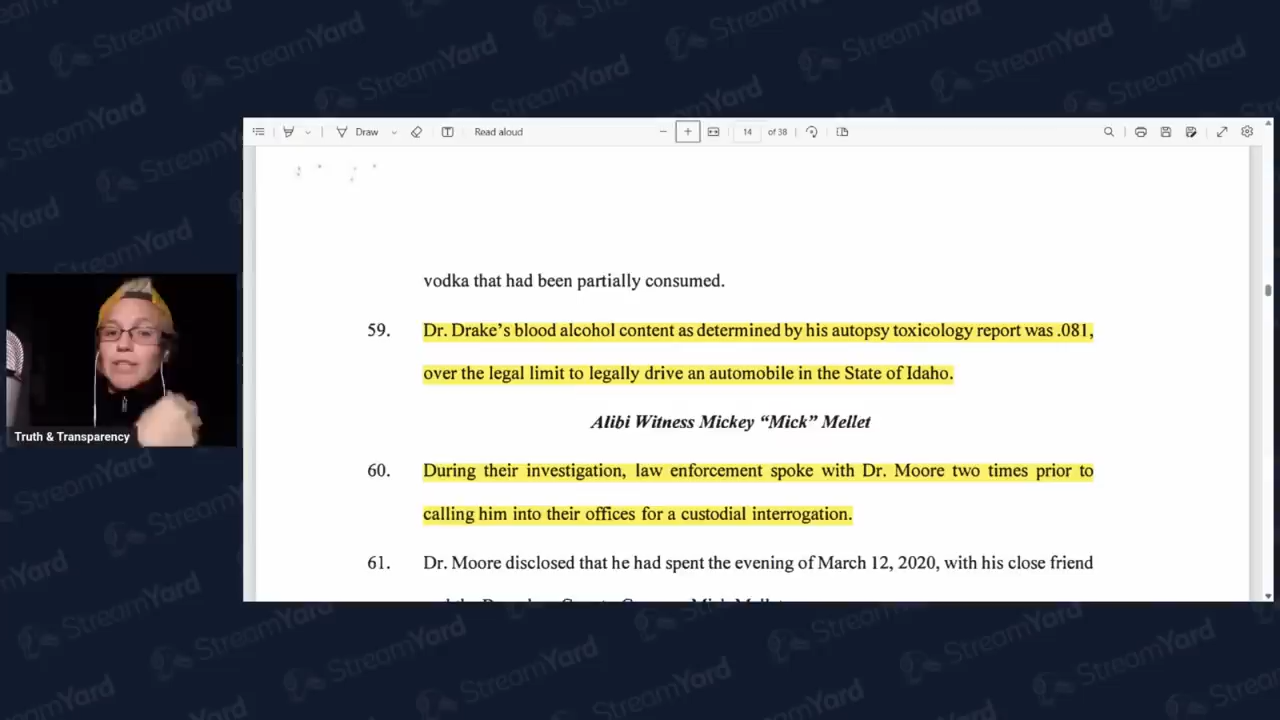 StreamYard
Draw
Read aloud
14 of 38
vodka that had been partially consumed.
59. Dr. Drake’s blood alcohol content as determined by his autopsy toxicology report was .081,
over the legal limit to legally drive an automobile in the State of Idaho.
Alibi Witness Mickey “Mick” Mellet
60. During their investigation, law enforcement spoke with Dr. Moore two times prior to
calling him into their offices for a custodial interrogation.
61. Dr. Moore disclosed that he had spent the evening of March 12, 2020, with his close friend
Truth & Transparency